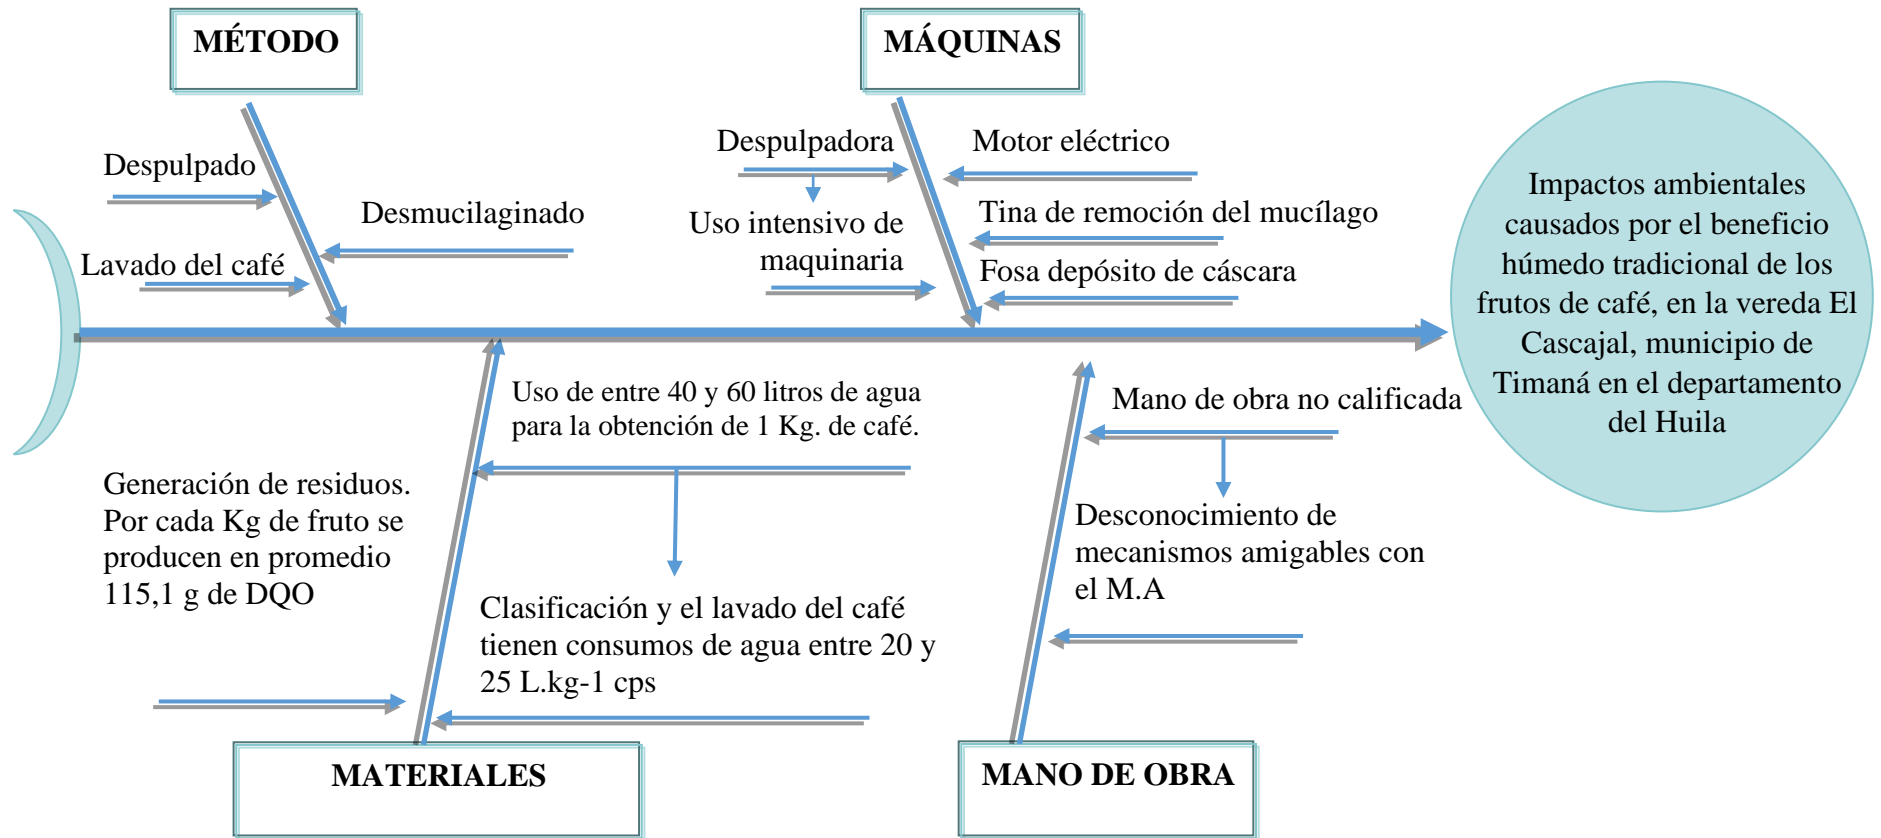 MÉTODO
MÁQUINAS
Despulpado
Desmucilaginado
Lavado del café
Despulpadora
Motor eléctrico
Uso intensivo de
maquinaria
Tina de remoción del mucílago
Fosa depósito de cáscara
Impactos ambientales
causados por el beneficio
húmedo tradicional de los
frutos de café, en la vereda El
Cascajal, municipio de
Timaná en el departamento
del Huila
Uso de entre 40 y 60 litros de agua
para la obtención de 1 Kg. de café.
Generación de residuos.
Por cada Kg de fruto se
producen en promedio
115,1 g de DQO
Clasificación y el lavado del café
tienen consumos de agua entre 20 y
25 L.kg-1 cps
Mano de obra no calificada
Desconocimiento de
mecanismos amigables con
el M.A
MATERIALES
MANO DE OBRA